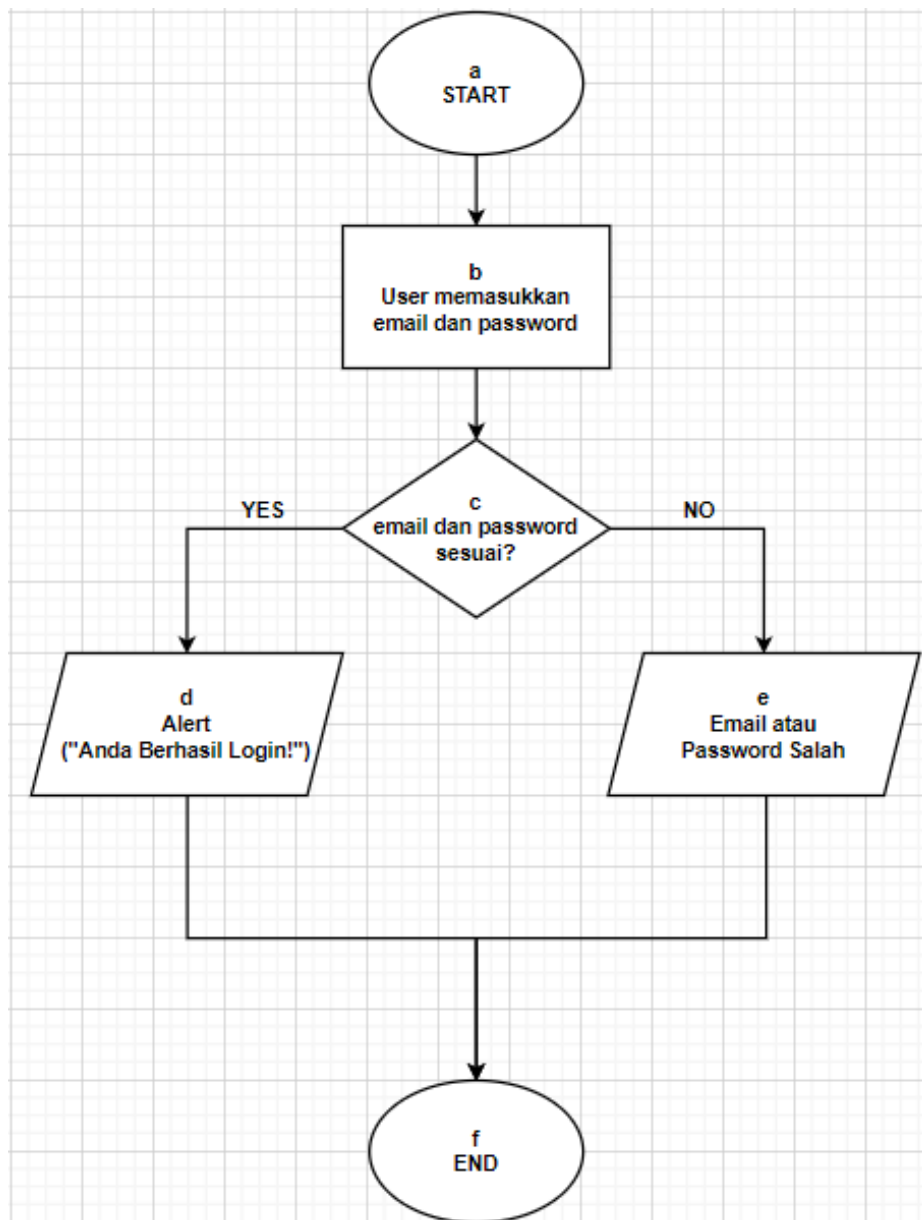 a
START
b
User memasukkan
email dan password
c
email dan password
sesuai?
YES
NO
d
Alert
("Anda Berhasil Login!")
e
Email atau
Password Salah
f
END